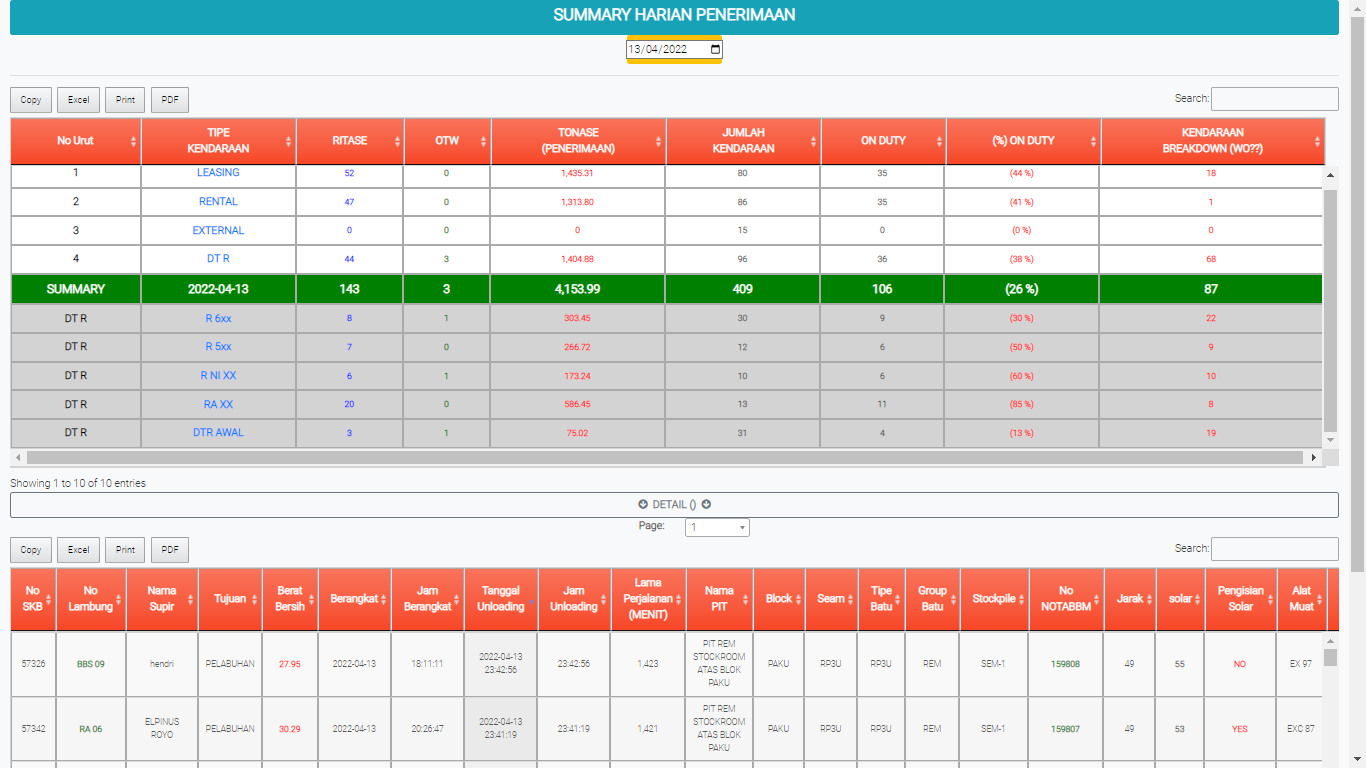 SUMMARY HARIAN PENERIMAAN
13/04/2022
Copy Excel Print PDF Search:
No Urut TIPE KENDARAAN RITASE OTW TONASE (PENERIMAAN) JUMLAH KENDARAAN ON DUTY (%) ON DUTY KENDARAAN BREAKDOWN (WO??)
1 LEASING 52 0 1,435.31 80 35 (44 %) 18
2 RENTAL 47 0 1,313.80 86 35 (41 %) 1
3 EXTERNAL 0 0 0 15 0 (0 %) 0
4 DT R 44 3 1,404.88 96 36 (38 %) 68
SUMMARY 2022-04-13 143 3 4,153.99 409 106 (26 %) 87
DT R R 6xx 8 1 303.45 30 9 (30 %) 22
DT R R 5xx 7 0 266.72 12 6 (50 %) 9
DT R R NI XX 6 1 173.24 10 6 (60 %) 10
DT R RA XX 20 0 586.45 13 11 (85 %) 8
DT R DTR AWAL 3 1 75.02 31 4 (13 %) 19
Showing 1 to 10 of 10 entries
DETAIL ()
Page: 1
Copy Excel Print PDF Search:
No SKB No Lambung Nama Supir Tujuan Berat Bersih Berangkat Jam Berangkat Tanggal Unloading Jam Unloading Lama Perjalanan (MENIT) Nama PIT Block Seam Tipe Batu Group Batu Stockpile No NOTABBM Jarak solar Pengisian Solar Alat Muat
57326 BBS 09 hendri PELABUHAN 27.95 2022-04-13 18:11:11 2022-04-13 23:42:56 23:42:56 1,423 PIT REM STOCKROOM ATAS BLOK PAKU PAKU RP3U RP3U REM SEM-1 159808 49 55 NO EX 97
57342 RA 06 ELPINUS ROYO PELABUHAN 30.29 2022-04-13 20:26:47 2022-04-13 23:41:19 23:41:19 1,421 PIT REM STOCKROOM ATAS BLOK PAKU PAKU RP3U RP3U REM SEM-1 159807 49 53 YES EXC 87